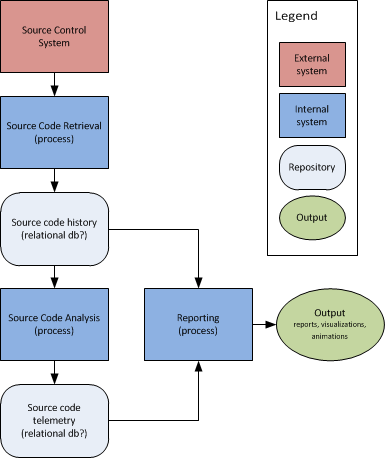 Source Control
System
Source Code Retrieval
(process)
Source code history
(relational db?)
Source Code Analysis
(process)
Source code
telemetry
(relational db?)
Reporting
(process)
Output
reports, visualizations,
animations
Legend
External
system
Internal
system
Repository
Output